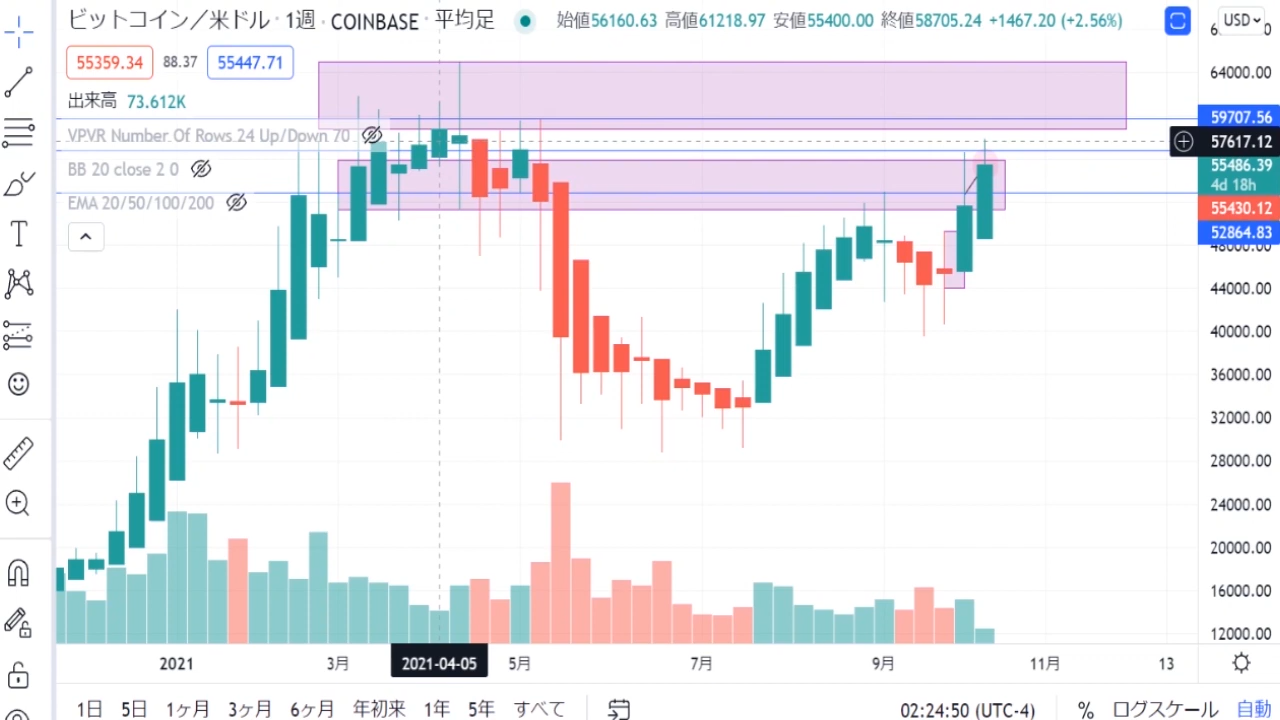 ビットコイン／米ドル · 1週 · COINBASE · 平均足 始値56160.63 高値61218.97 安値55400.00 終値58705.24 +1467.20 (+2.56%)
USD
55359.34 88.37 55447.71
出来高 73.612K
VPVR Number Of Rows 24 Up/Down 70
BB 20 close 2 0
EMA 20/50/100/200
64000.00
59707.56
57617.12
55486.39
4d 18h
55430.12
52864.83
48000.00
44000.00
40000.00
36000.00
32000.00
28000.00
24000.00
20000.00
16000.00
12000.00
2021 3月 2021-04-05 5月 7月 9月 11月 13
1日 5日 1ヶ月 3ヶ月 6ヶ月 年初来 1年 5年 すべて 02:24:50 (UTC-4) % ログスケール 自動